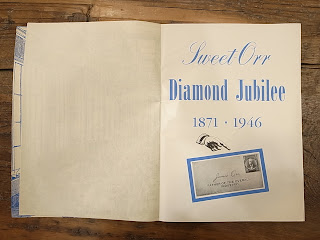 Sweet-Orr
Diamond Jubilee
1871 · 1946